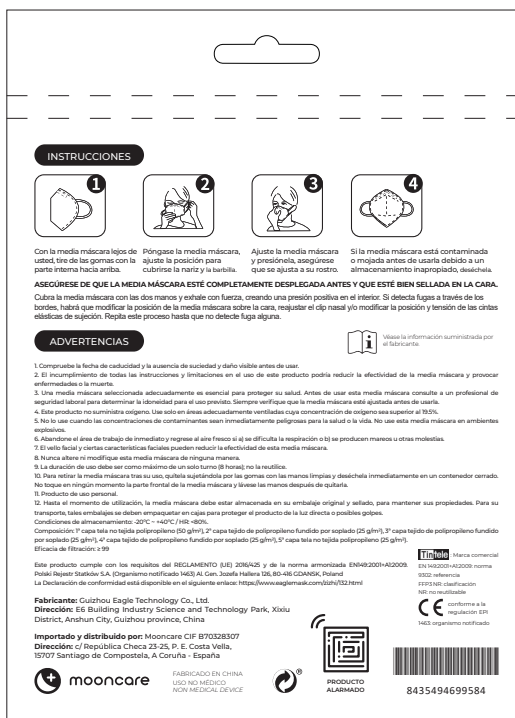 INSTRUCCIONES
1
2
3
4
Con la media máscara lejos de
usted, tire de las gomas con la
parte interna hacia arriba.
Póngase la media máscara,
ajuste la posición para
cubrirse la nariz y la barbilla.
Ajuste la media máscara
y presiónela, asegúrese
que se ajusta a su rostro.
Si la media máscara está contaminada
o mojada antes de usarla debido a un
almacenamiento inapropiado, deséchela.
ASEGÚRESE DE QUE LA MEDIA MÁSCARA ESTÉ COMPLETAMENTE DESPLEGADA ANTES Y QUE ESTÉ BIEN SELLADA EN LA CARA.
Cubra la media máscara con las dos manos y exhale con fuerza, creando una presión positiva en el interior. Si detecta fugas a través de los
bordes, habrá que modificar la posición de la media máscara sobre la cara, reajustar el clip nasal y/o modificar la posición y tensión de las cintas
elásticas de sujeción. Repita este proceso hasta que no detecte fuga alguna.
ADVERTENCIAS
i
Véase la información suministrada por
el fabricante.
1. Compruebe la fecha de caducidad y la ausencia de suciedad y daño visible antes de usar.
2. El incumplimiento de todas las instrucciones y limitaciones en el uso de este producto podría reducir la efectividad de la media máscara y provocar
enfermedades o la muerte.
3. Una media máscara seleccionada adecuadamente es esencial para proteger su salud. Antes de usar esta media máscara consulte a un profesional de
seguridad laboral para determinar la idoneidad para el uso previsto. Siempre verifique que la media máscara esté ajustada antes de usarla.
4. Este producto no suministra oxígeno. Use solo en áreas adecuadamente ventiladas cuya concentración de oxígeno sea superior al 19.5%.
5. No lo use cuando las concentraciones de contaminantes sean inmediatamente peligrosas para la salud o la vida. No use esta media máscara en ambientes
explosivos.
6. Abandone el área de trabajo de inmediato y regrese al aire fresco si a) se dificulta la respiración o b) se producen mareos u otras molestias.
7. El vello facial y ciertas características faciales pueden reducir la efectividad de esta media máscara.
8. Nunca altere ni modifique esta media máscara de ninguna manera.
9. La duración de uso debe ser como máximo de un solo turno (8 horas); no la reutilice.
10. Para retirar la media máscara tras su uso, quítela sujetándola por las gomas con las manos limpias y deséchela inmediatamente en un contenedor cerrado.
No toque en ningún momento la parte frontal de la media máscara y lávese las manos después de quitarla.
11. Producto de uso personal.
12. Hasta el momento de utilización, la media máscara debe estar almacenada en su embalaje original y sellado, para mantener sus propiedades. Para su
transporte, tales embalajes se deben empaquetar en cajas para proteger el producto de la luz directa o posibles golpes.
Condiciones de almacenamiento: -20ºC ~ +40ºC / HR: <80%.
Composición: 1ª capa tela no tejida polipropileno (50 g/m²), 2ª capa tejido de polipropileno fundido por soplado (25 g/m²), 3ª capa tejido de polipropileno fundido
por soplado (25 g/m²), 4ª capa tejido de polipropileno fundido por soplado (25 g/m²), 5ª capa tela no tejida polipropileno (25 g/m²).
Eficacia de filtración: ≥ 99
Este producto cumple con los requisitos del REGLAMENTO (UE) 2016/425 y de la norma armonizada EN149:2001+A1:2009.
Polski Rejestr Statków S.A. (Organismo notificado 1463) Al. Gen. Jozefa Hallera 126, 80-416 GDANSK, Poland
La Declaración de conformidad está disponible en el siguiente enlace: https://www.eaglemask.com/zizhi/132.html
Tintele : Marca comercial
EN 149:2001+A1:2009: norma
9302: referencia
FFP3 NR: clasificación
NR: no reutilizable
CE conforme a la
regulación EPI
1463: organismo notificado
Fabricante: Guizhou Eagle Technology Co., Ltd.
Dirección: E6 Building Industry Science and Technology Park, Xixiu
District, Anshun City, Guizhou province, China
Importado y distribuido por: Mooncare CIF B70328307
Dirección: c/ República Checa 23-25, P. E. Costa Vella,
15707 Santiago de Compostela, A Coruña - España
mooncare
FABRICADO EN CHINA
USO NO MÉDICO
NON MEDICAL DEVICE
PRODUCTO
ALARMADO
8435494699584